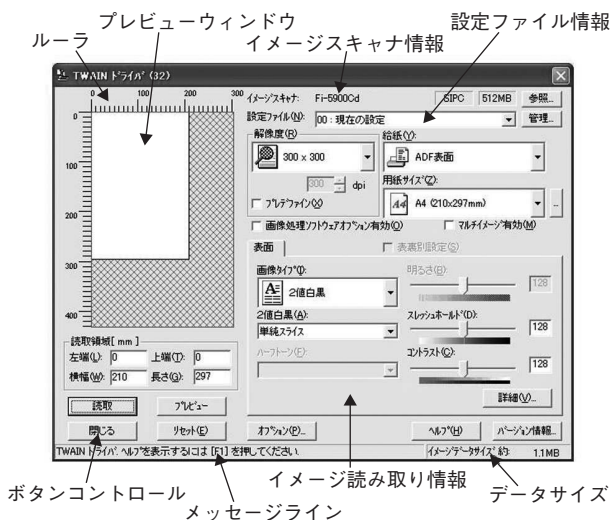 プレビューウィンドウ
設定ファイル情報
ルーラ
イメージスキャナ情報
TWAIN ドライバ (32)
0 100 200 300
イメージスキャナ: Fi-5900Cd SIPC 512MB 参照...
設定ファイル(N): 00 : 現在の設定 管理...
0
100
200
300
400
解像度(R)
300 x 300
300 dpi
プレデファイン(X)
給紙(Y):
ADF表面
用紙サイズ(Z):
A4 A4 (210x297mm) ..
画像処理ソフトウェアオプション有効(O) マルチイメージ有効(M)
表面 表裏別設定(S)
画像タイプ(I):
2値白黒
2値白黒(A):
単純スライス
ハーフトーン(F):
明るさ(B):
128
スレッショホールド(D):
128
コントラスト(C):
128
詳細(V)...
読取領域[ mm ]
左端(L): 0 上端(T): 0
横幅(W): 210 長さ(G): 297
読取 プレビュー
閉じる リセット(E) オプション(P)... ヘルプ(H) バージョン情報...
TWAIN ドライバ. ヘルプを表示するには [F1] を押してください. イメージデータサイズ 約: 1.1MB
ボタンコントロール
メッセージライン
イメージ読み取り情報
データサイズ